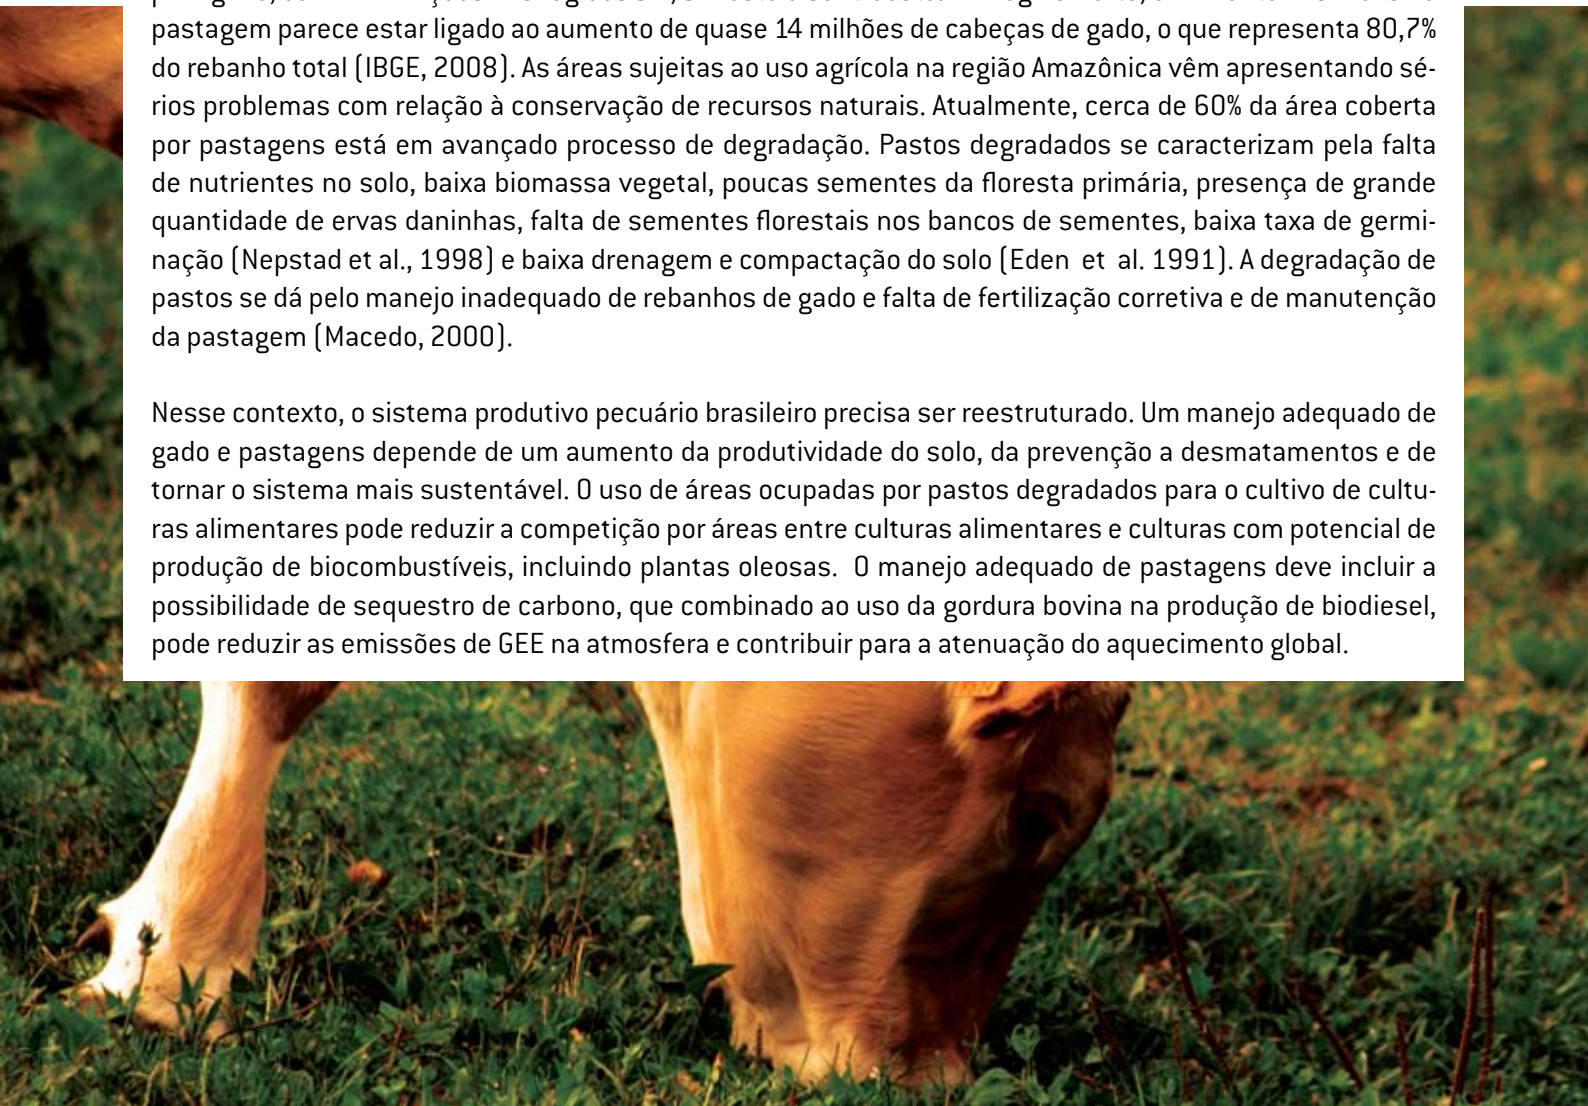 pastagem parece estar ligado ao aumento de quase 14 milhões de cabeças de gado, o que representa 80,7%
do rebanho total (IBGE, 2008). As áreas sujeitas ao uso agrícola na região Amazônica vêm apresentando sé-
rios problemas com relação à conservação de recursos naturais. Atualmente, cerca de 60% da área coberta
por pastagens está em avançado processo de degradação. Pastos degradados se caracterizam pela falta
de nutrientes no solo, baixa biomassa vegetal, poucas sementes da floresta primária, presença de grande
quantidade de ervas daninhas, falta de sementes florestais nos bancos de sementes, baixa taxa de germi-
nação (Nepstad et al., 1998) e baixa drenagem e compactação do solo (Eden et al. 1991). A degradação de
pastos se dá pelo manejo inadequado de rebanhos de gado e falta de fertilização corretiva e de manutenção
da pastagem (Macedo, 2000).
Nesse contexto, o sistema produtivo pecuário brasileiro precisa ser reestruturado. Um manejo adequado de
gado e pastagens depende de um aumento da produtividade do solo, da prevenção a desmatamentos e de
tornar o sistema mais sustentável. O uso de áreas ocupadas por pastos degradados para o cultivo de cultu-
ras alimentares pode reduzir a competição por áreas entre culturas alimentares e culturas com potencial de
produção de biocombustíveis, incluindo plantas oleosas. O manejo adequado de pastagens deve incluir a
possibilidade de sequestro de carbono, que combinado ao uso da gordura bovina na produção de biodiesel,
pode reduzir as emissões de GEE na atmosfera e contribuir para a atenuação do aquecimento global.